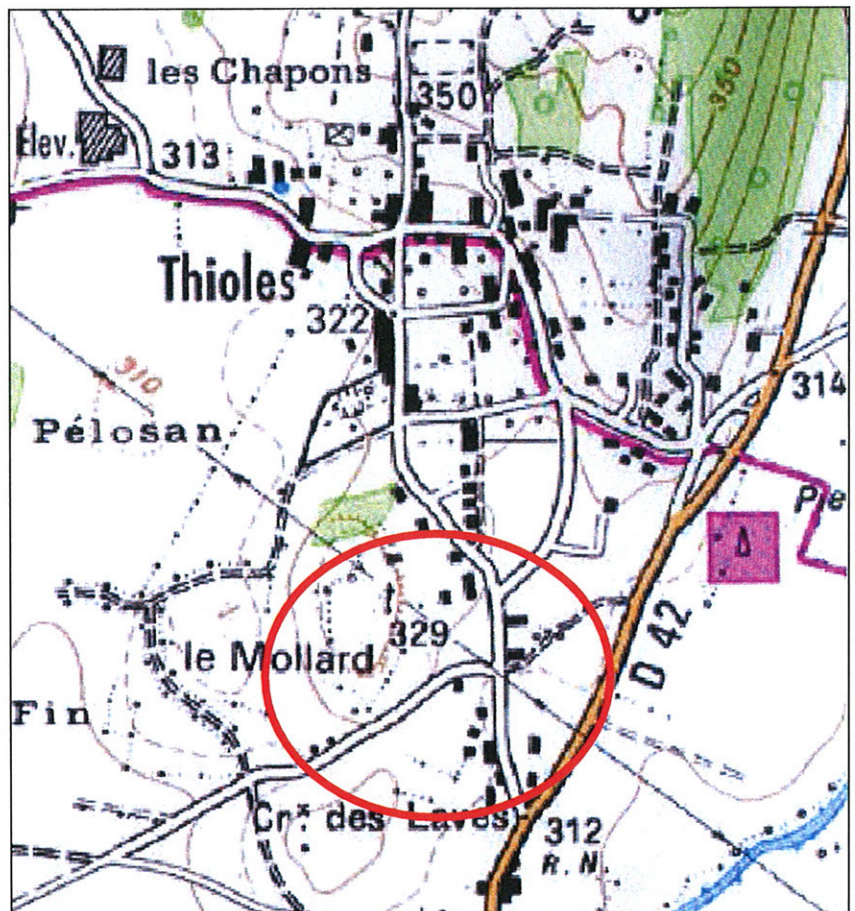 les Chapons
350
350
Elev.
313
Thioles
322
310
314
Pélosan
329
le Mollard
D 42
Fin
Crx des Laves
312
R. N